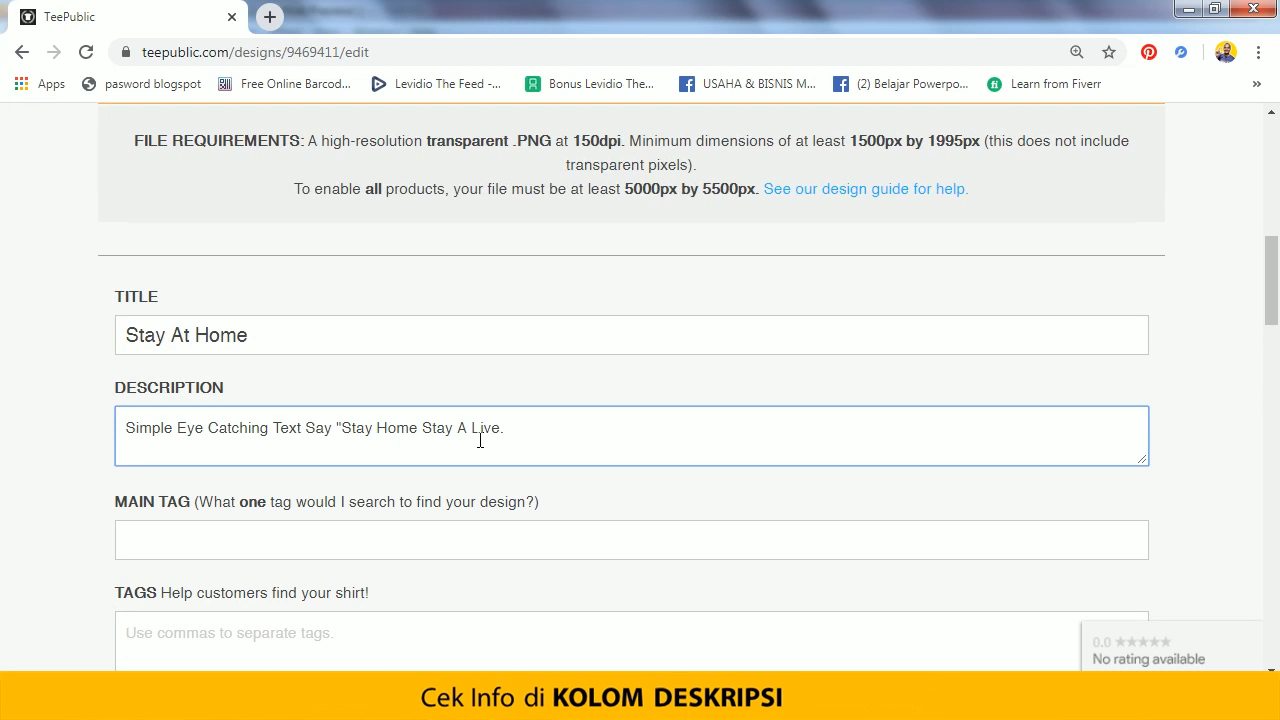 TeePublic
teepublic.com/designs/9469411/edit
Apps pasword blogspot Free Online Barcod... Levidio The Feed -... Bonus Levidio The... USAHA & BISNIS M... (2) Belajar Powerpo... Learn from Fiverr »
FILE REQUIREMENTS: A high-resolution transparent .PNG at 150dpi. Minimum dimensions of at least 1500px by 1995px (this does not include
transparent pixels).
To enable all products, your file must be at least 5000px by 5500px. See our design guide for help.
TITLE
Stay At Home
DESCRIPTION
Simple Eye Catching Text Say "Stay Home Stay A Live.
MAIN TAG (What one tag would I search to find your design?)
TAGS Help customers find your shirt!
Use commas to separate tags.
0.0 ★★★★★
No rating available
Cek Info di KOLOM DESKRIPSI